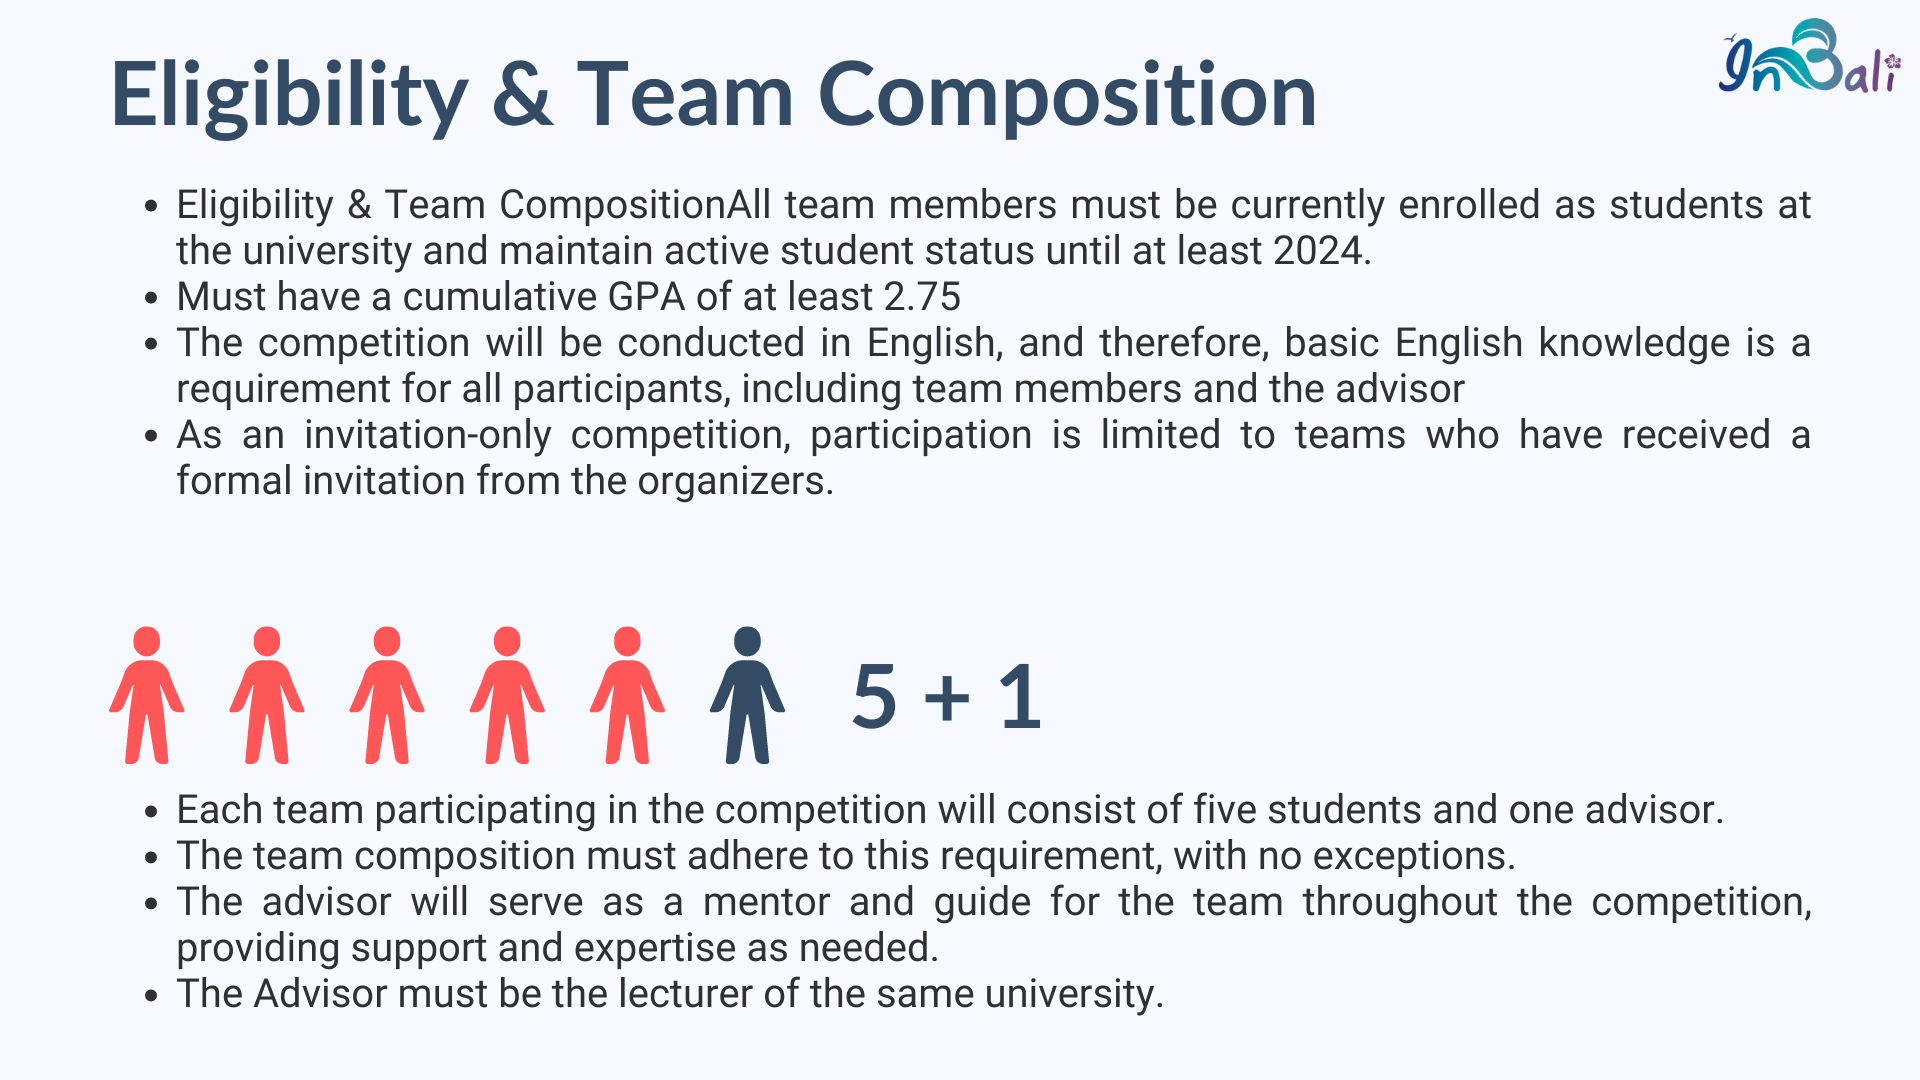 InBali
Eligibility & Team Composition
• Eligibility & Team CompositionAll team members must be currently enrolled as students at
the university and maintain active student status until at least 2024.
• Must have a cumulative GPA of at least 2.75
• The competition will be conducted in English, and therefore, basic English knowledge is a
requirement for all participants, including team members and the advisor
• As an invitation-only competition, participation is limited to teams who have received a
formal invitation from the organizers.
5 + 1
• Each team participating in the competition will consist of five students and one advisor.
• The team composition must adhere to this requirement, with no exceptions.
• The advisor will serve as a mentor and guide for the team throughout the competition,
providing support and expertise as needed.
• The Advisor must be the lecturer of the same university.